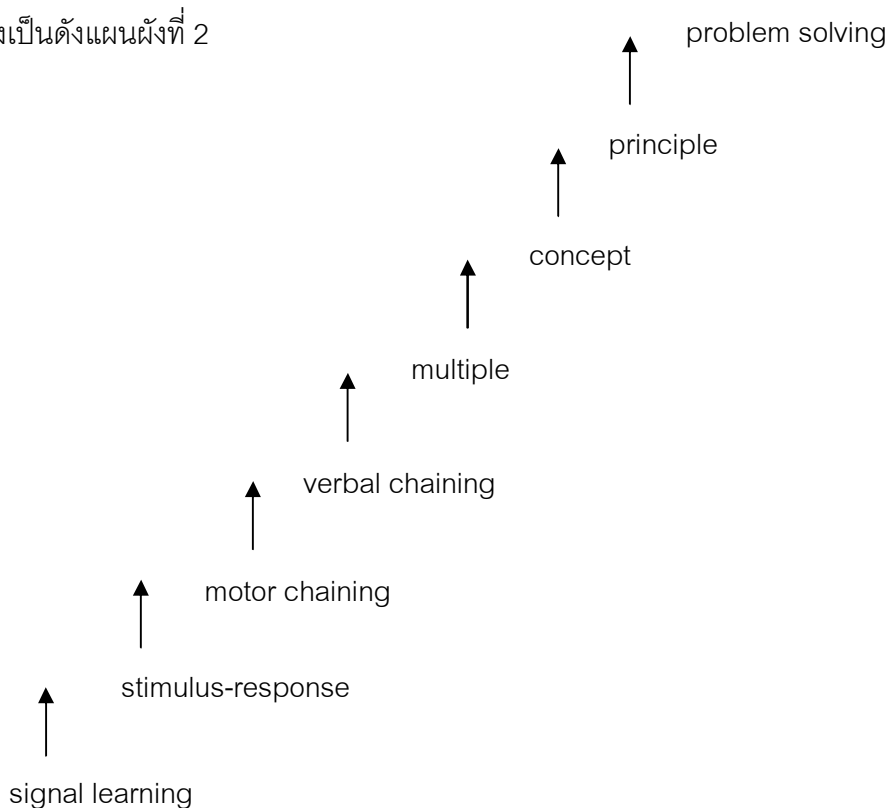 งเป็นดังแผนผังที่ 2
problem solving
principle
concept
multiple
verbal chaining
motor chaining
stimulus-response
signal learning